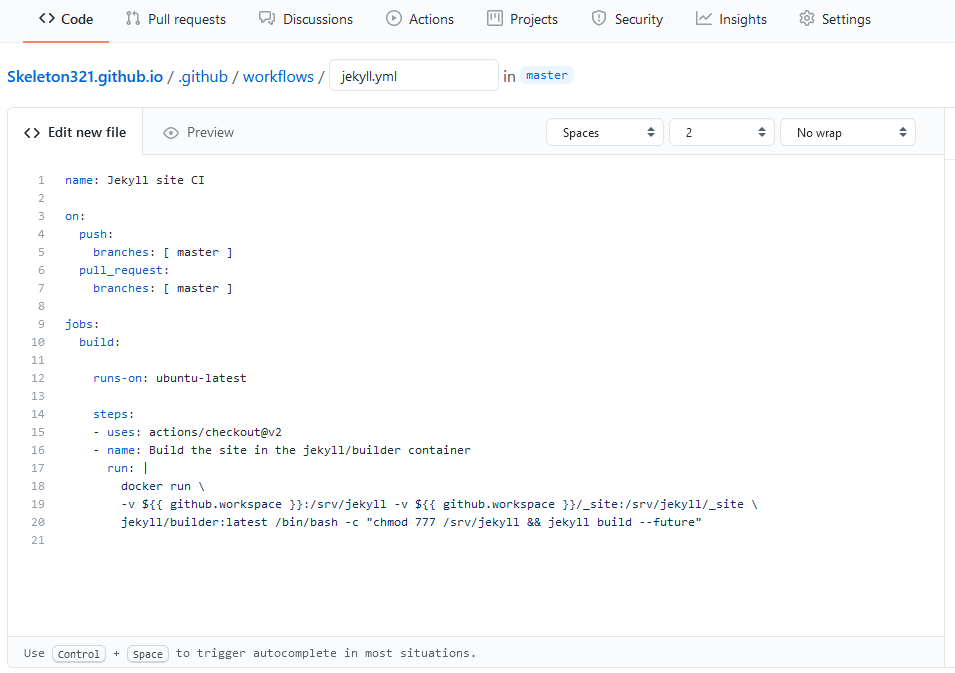 <> Code Pull requests Discussions Actions Projects Security Insights Settings
Skeleton321.github.io / .github / workflows / jekyll.yml in master
<> Edit new file Preview Spaces 2 No wrap
1 name: Jekyll site CI
2
3 on:
4 push:
5 branches: [ master ]
6 pull_request:
7 branches: [ master ]
8
9 jobs:
10 build:
11
12 runs-on: ubuntu-latest
13
14 steps:
15 - uses: actions/checkout@v2
16 - name: Build the site in the jekyll/builder container
17 run: |
18 docker run \
19 -v ${{ github.workspace }}:/srv/jekyll -v ${{ github.workspace }}/_site:/srv/jekyll/_site \
20 jekyll/builder:latest /bin/bash -c "chmod 777 /srv/jekyll && jekyll build --future"
21
Use Control + Space to trigger autocomplete in most situations.